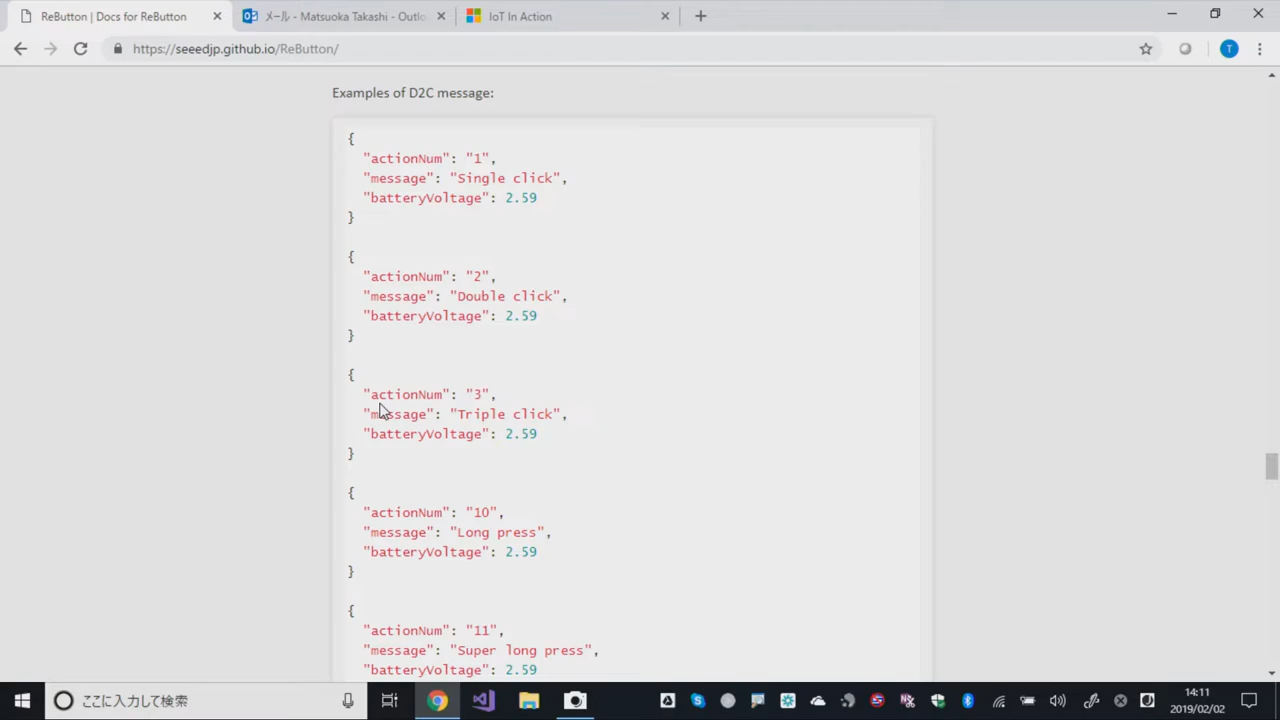 ReButton | Docs for ReButton
メール - Matsuoka Takashi - Outlo
IoT In Action
https://seeedjp.github.io/ReButton/
T
Examples of D2C message:
{
"actionNum": "1",
"message": "Single click",
"batteryVoltage": 2.59
}
{
"actionNum": "2",
"message": "Double click",
"batteryVoltage": 2.59
}
{
"actionNum": "3",
"message": "Triple click",
"batteryVoltage": 2.59
}
{
"actionNum": "10",
"message": "Long press",
"batteryVoltage": 2.59
}
{
"actionNum": "11",
"message": "Super long press",
"batteryVoltage": 2.59
ここに入力して検索
14:11
2019/02/02